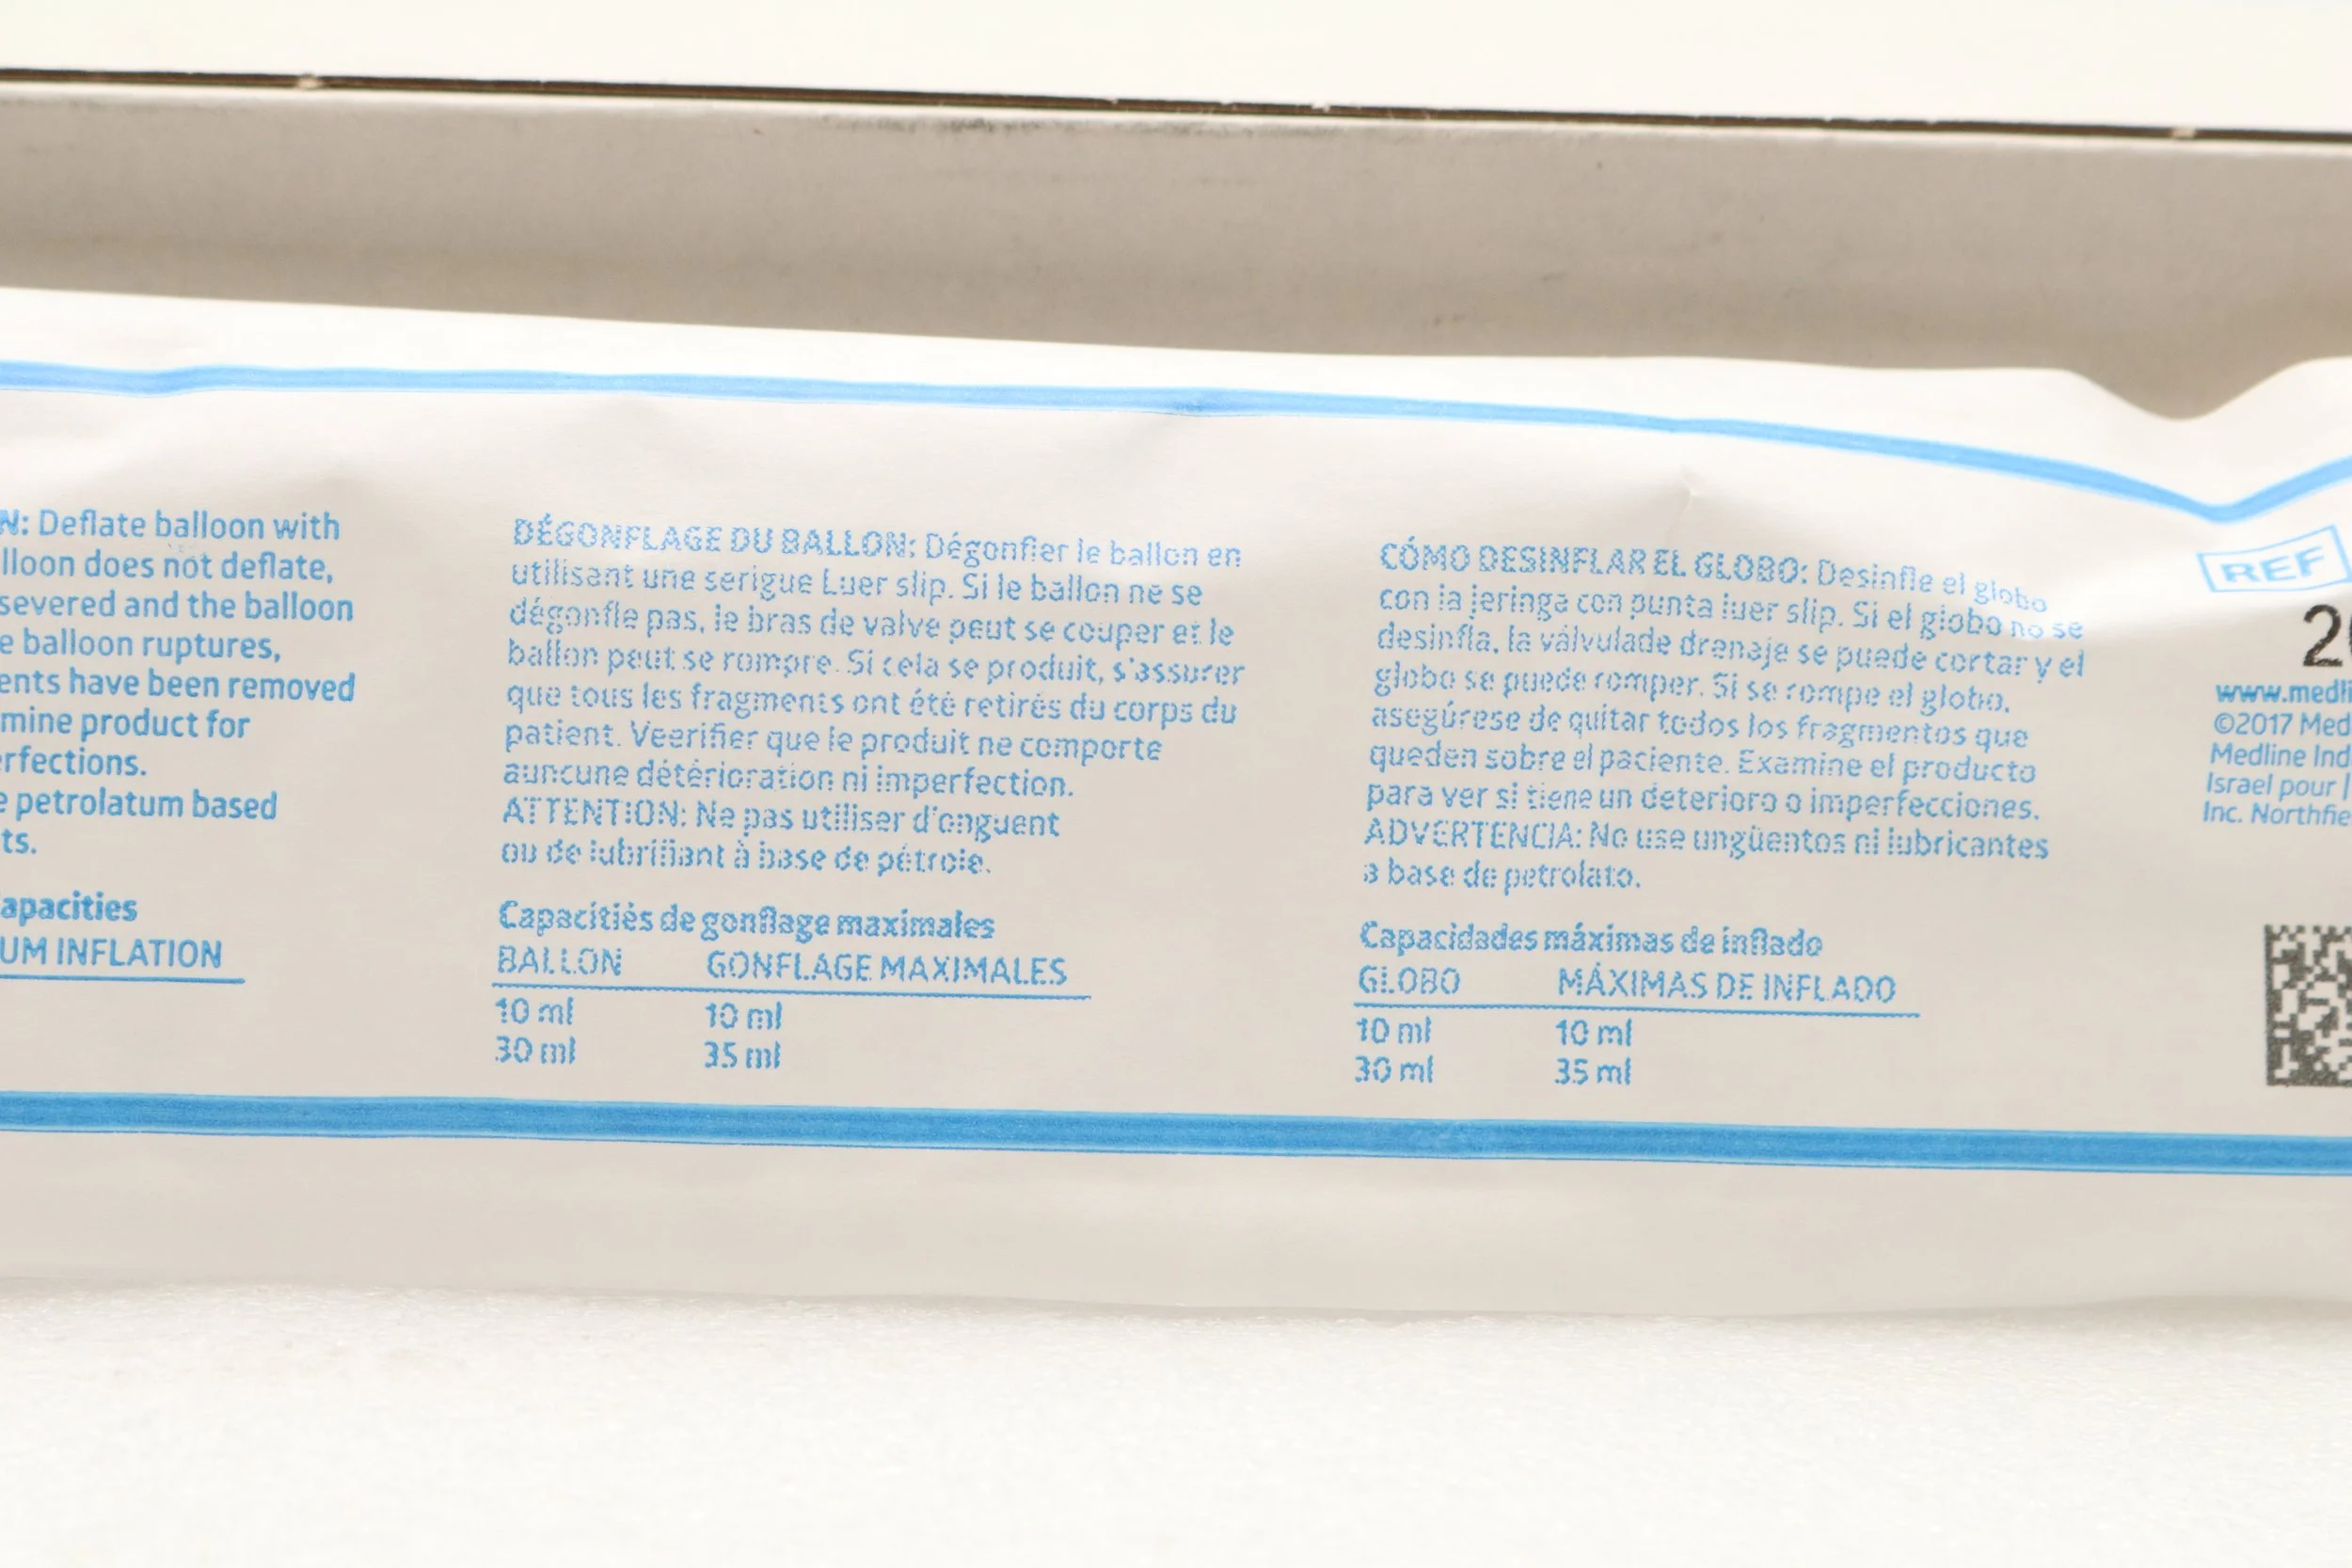 N: Deflate balloon with
lloon does not deflate,
severed and the balloon
e balloon ruptures,
ents have been removed
mine product for
rfections.
e petrolatum based
ts.
apacities
UM INFLATION
DÉGONFLAGE DU BALLON: Dégonfler le ballon en
utilisant une serigue Luer slip. Si le ballon ne se
dégonfle pas, le bras de valve peut se couper et le
ballon peut se rompre. Si cela se produit, s'assurer
que tous les fragments ont été retirés du corps du
patient. Veerifier que le produit ne comporte
auncune détérioration ni imperfection.
ATTENTION: Ne pas utiliser d'onguent
ou de lubrifiant à base de pétrole.
Capacitiés de gonflage maximales
BALLON GONFLAGE MAXIMALES
10 ml 10 ml
30 ml 35 ml
CÓMO DESINFLAR EL GLOBO: Desinfle el globo
con la jeringa con punta luer slip. Si el globo no se
desinfla, la válvulade drenaje se puede cortar y el
globo se puede romper. Si se rompe el globo,
asegúrese de quitar todos los fragmentos que
queden sobre el paciente. Examine el producto
para ver si tiene un deterioro o imperfecciones.
ADVERTENCIA: No use ungüentos ni lubricantes
a base de petrolato.
Capacidades máximas de inflado
GLOBO MÁXIMAS DE INFLADO
10 ml 10 ml
30 ml 35 ml
REF
2
www.medli
©2017 Med
Medline Ind
Israel pour
Inc. Northfie